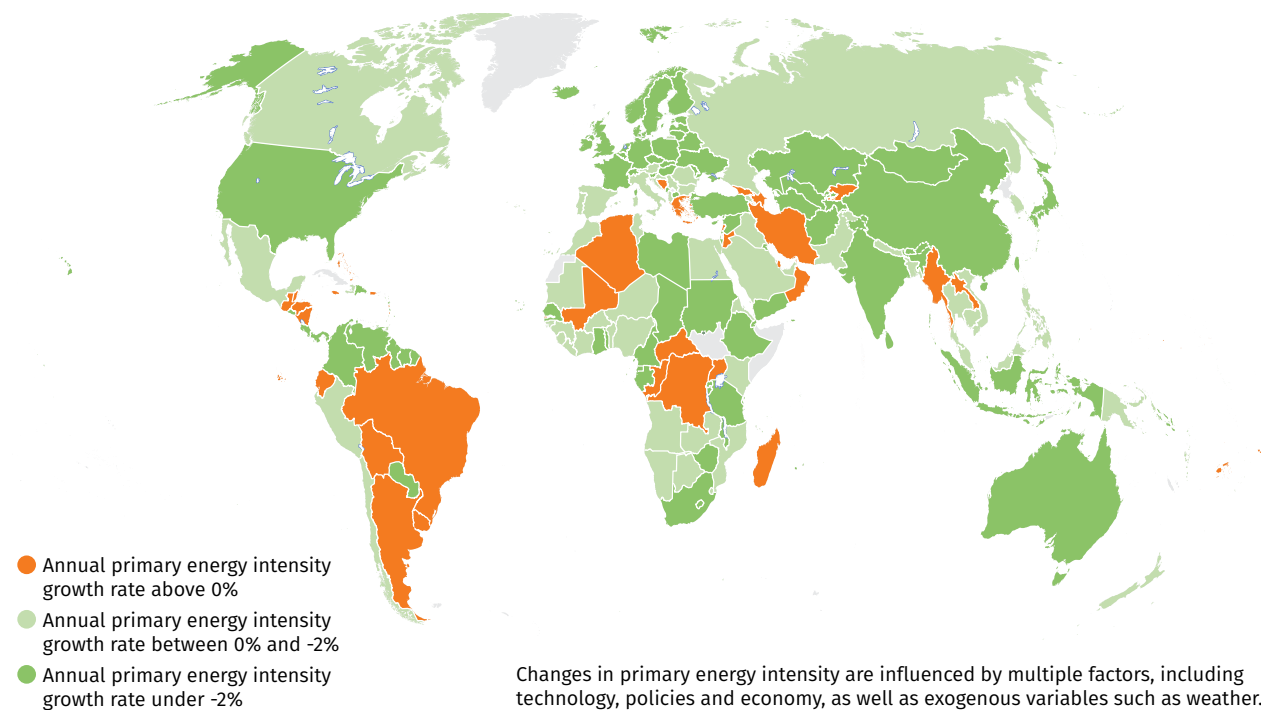 Annual primary energy intensity
growth rate above 0%
Annual primary energy intensity
growth rate between 0% and -2%
Annual primary energy intensity
growth rate under -2%
Changes in primary energy intensity are influenced by multiple factors, including
technology, policies and economy, as well as exogenous variables such as weather.